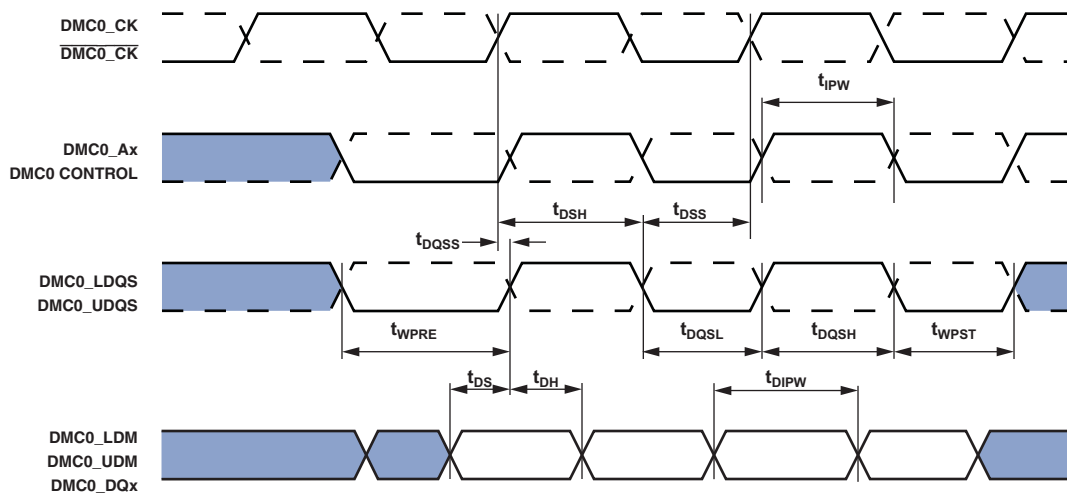 DMC0_CK
DMC0_CK
tIPW
DMC0_Ax
DMC0 CONTROL
tDSH
tDSS
tDQSS
DMC0_LDQS
DMC0_UDQS
tWPRE
tDQSL
tDQSH
tWPST
tDS
tDH
tDIPW
DMC0_LDM
DMC0_UDM
DMC0_DQx